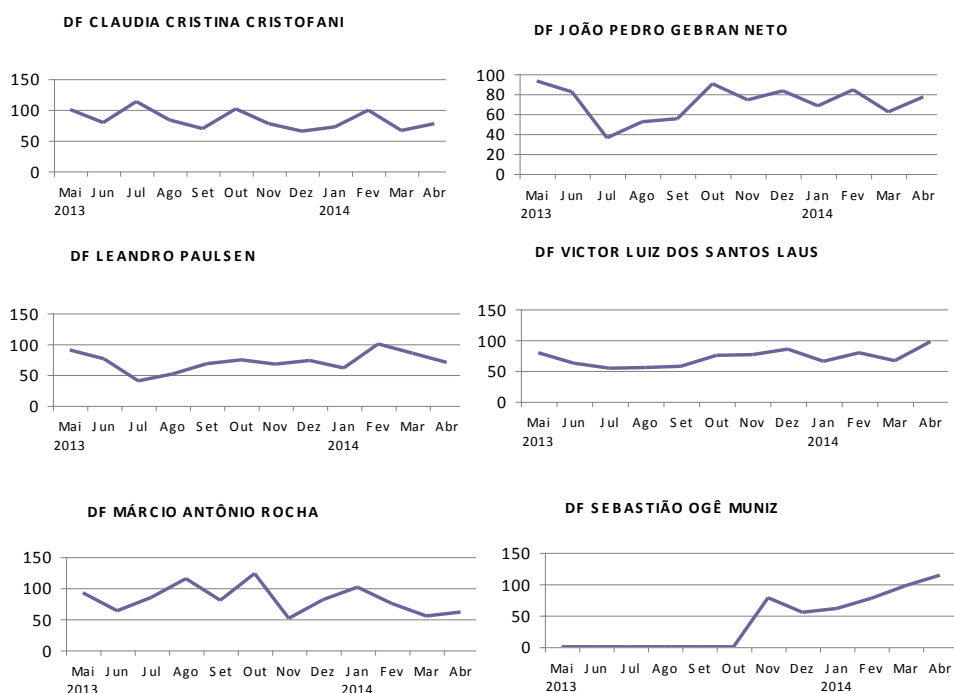 DF CLAUDIA CRISTINA CRISTOFANI
150
100
50
0
Mai Jun Jul Ago Set Out Nov Dez Jan Fev Mar Abr
2013 2014
DF JOÃO PEDRO GEBRAN NETO
100
80
60
40
20
0
Mai Jun Jul Ago Set Out Nov Dez Jan Fev Mar Abr
2013 2014
DF LEANDRO PAULSEN
150
100
50
0
Mai Jun Jul Ago Set Out Nov Dez Jan Fev Mar Abr
2013 2014
DF VICTOR LUIZ DOS SANTOS LAUS
150
100
50
0
Mai Jun Jul Ago Set Out Nov Dez Jan Fev Mar Abr
2013 2014
DF MÁRCIO ANTÔNIO ROCHA
150
100
50
0
Mai Jun Jul Ago Set Out Nov Dez Jan Fev Mar Abr
2013 2014
DF SEBASTIÃO OGÊ MUNIZ
150
100
50
0
Mai Jun Jul Ago Set Out Nov Dez Jan Fev Mar Abr
2013 2014